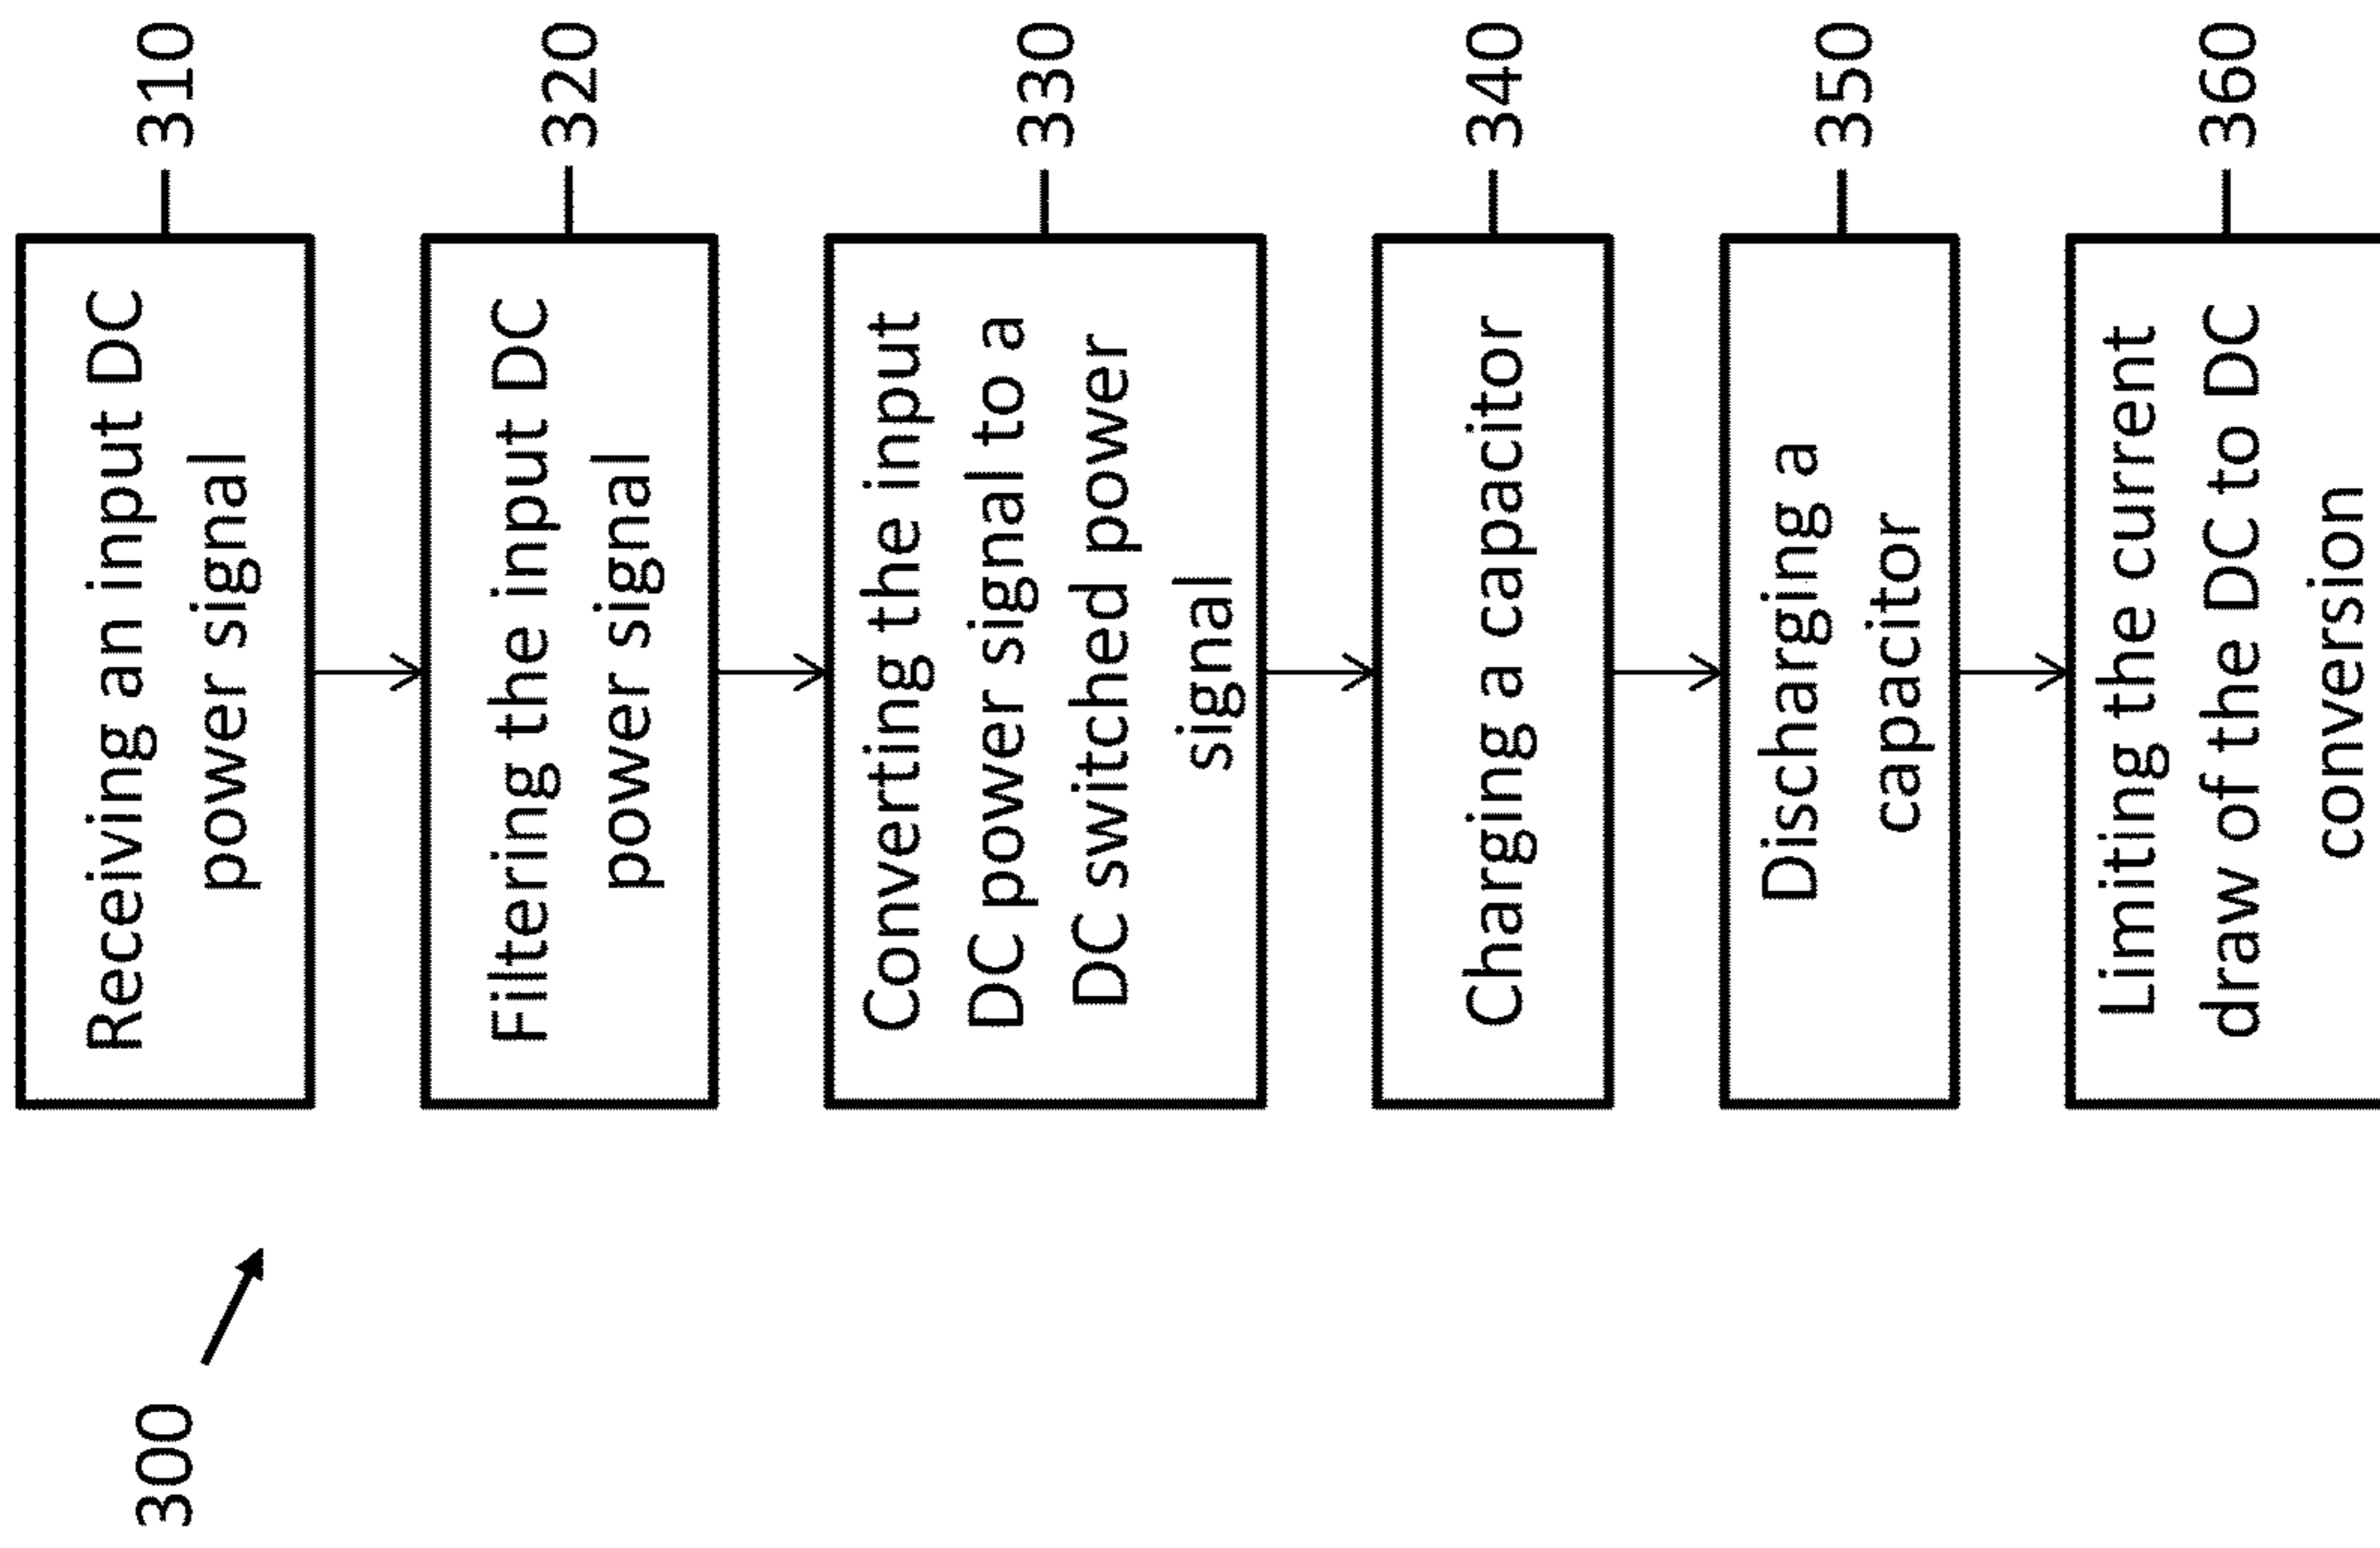 300
Receiving an input DC
power signal
310
Filtering the input DC
power signal
320
Converting the input
DC power signal to a
DC switched power
signal
330
Charging a capacitor
340
Discharging a
capacitor
350
Limiting the current
draw of the DC to DC
conversion
360